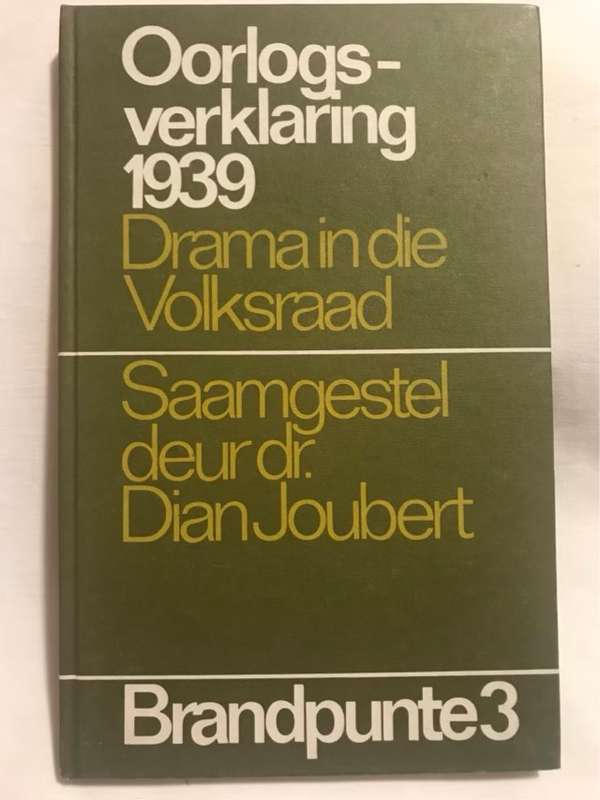 Oorlogs-
verklaring
1939
Drama in die
Volksraad
Saamgestel
deur dr.
Dian Joubert
Brandpunte 3